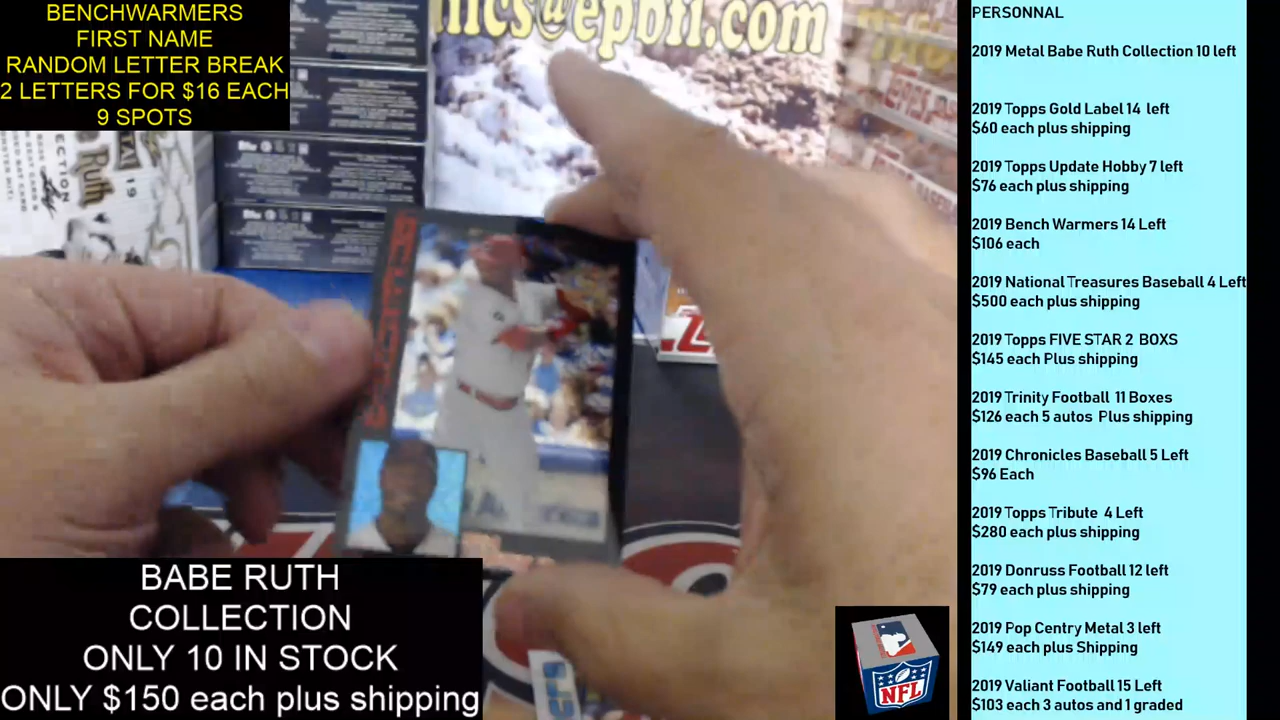 BENCHWARMERS
FIRST NAME
RANDOM LETTER BREAK
2 LETTERS FOR $16 EACH
9 SPOTS
ics@epbfi.com
BABE RUTH
COLLECTION
ONLY 10 IN STOCK
ONLY $150 each plus shipping
NFL
PERSONNAL
2019 Metal Babe Ruth Collection 10 left
2019 Topps Gold Label 14 left
$60 each plus shipping
2019 Topps Update Hobby 7 left
$76 each plus shipping
2019 Bench Warmers 14 Left
$106 each
2019 National Treasures Baseball 4 Left
$500 each plus shipping
2019 Topps FIVE STAR 2 BOXS
$145 each Plus shipping
2019 Trinity Football 11 Boxes
$126 each 5 autos Plus shipping
2019 Chronicles Baseball 5 Left
$96 Each
2019 Topps Tribute 4 Left
$280 each plus shipping
2019 Donruss Football 12 left
$79 each plus shipping
2019 Pop Centry Metal 3 left
$149 each plus Shipping
2019 Valiant Football 15 Left
$103 each 3 autos and 1 graded